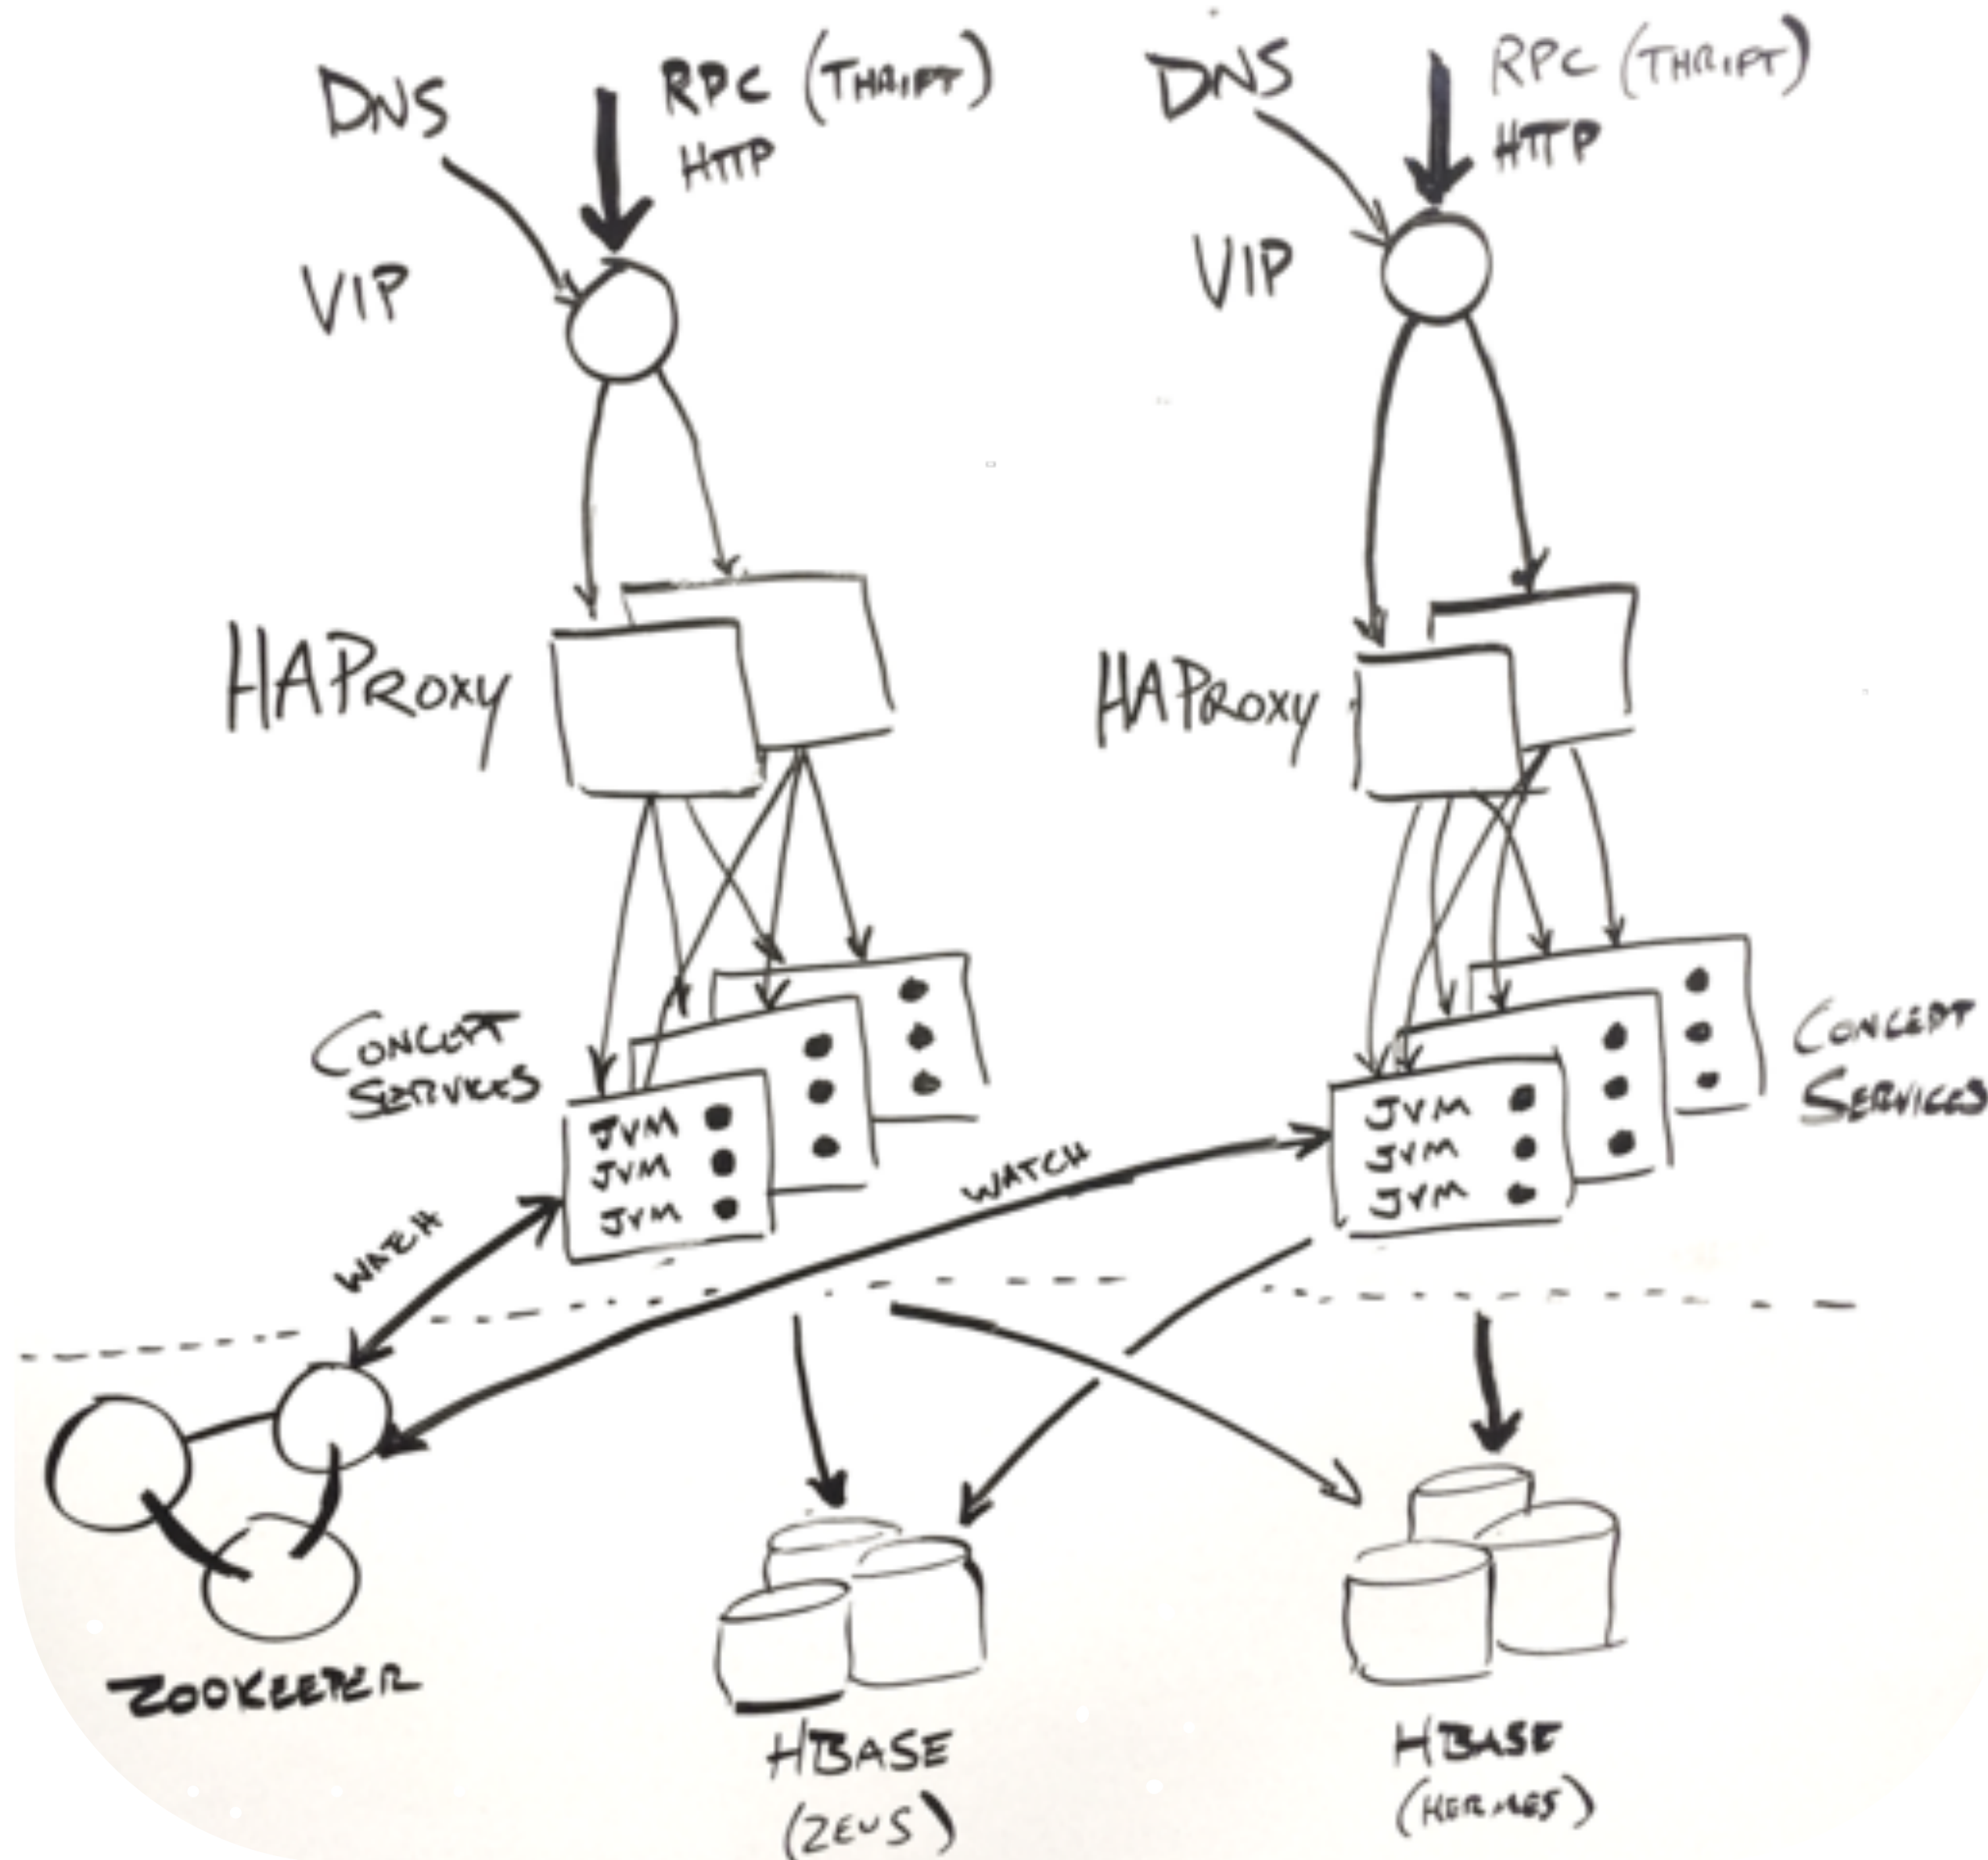 DNS
RPC (THRIFT)
HTTP
VIP
HAPROXY
CONCEPT
SERVICES
JVM
JVM
JVM
WATCH
DNS
RPC (THRIFT)
HTTP
VIP
HAPROXY
CONCEPT
SERVICES
JVM
JVM
JVM
WATCH
ZOOKEEPER
HBASE
(ZEUS)
HBASE
(HERMES)